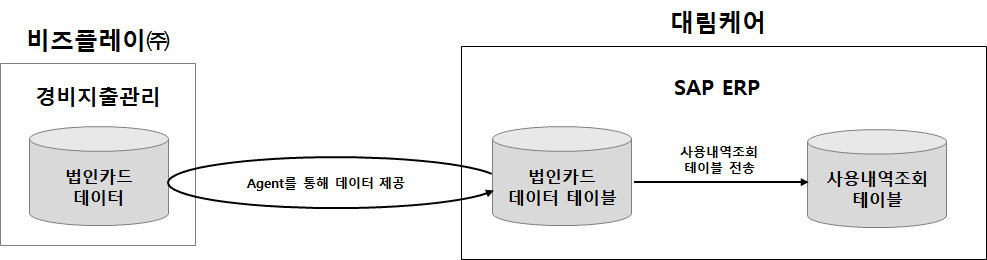 대림케어
비즈플레이㈜
경비지출관리
SAP ERP
법인카드
데이터
Agent를 통해 데이터 제공
법인카드
데이터 테이블
사용내역조회
테이블 전송
사용내역조회
테이블